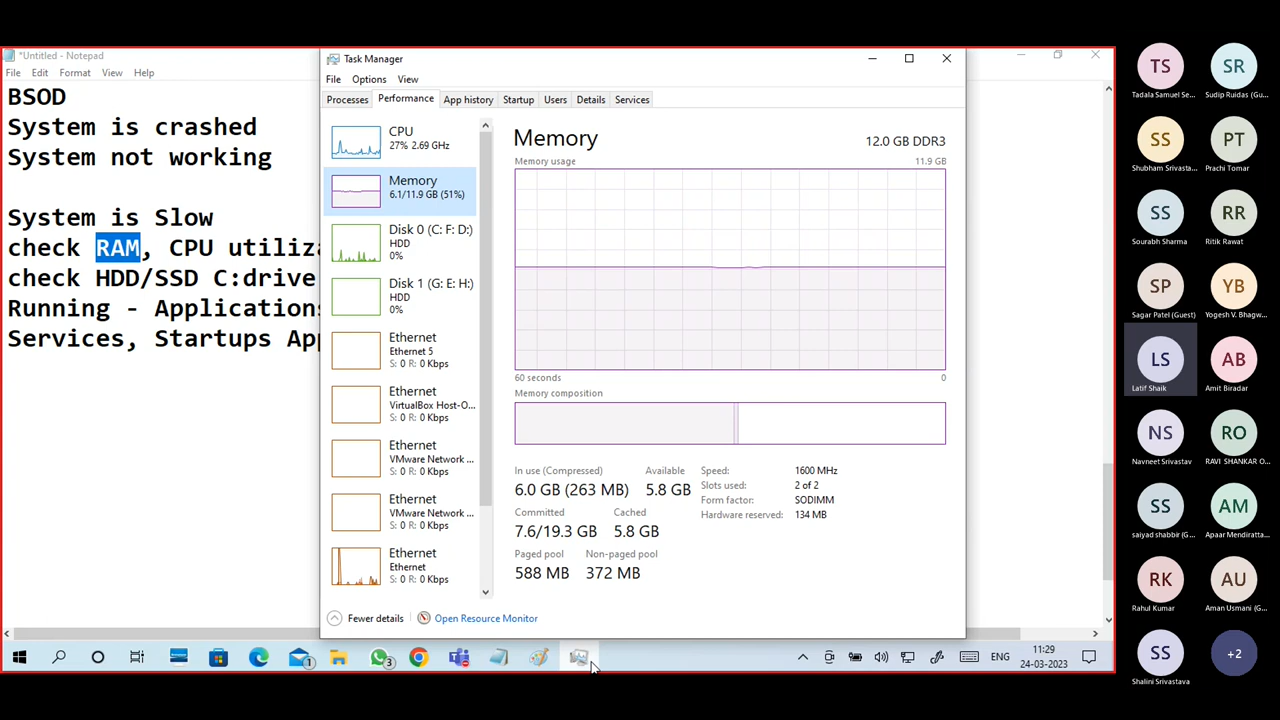 *Untitled - Notepad
File Edit Format View Help
BSOD
System is crashed
System not working
System is Slow
check RAM, CPU utiliza
check HDD/SSD C:drive
Running - Applications
Services, Startups Ap
Task Manager
File Options View
Processes Performance App history Startup Users Details Services
CPU
27% 2.69 GHz
Memory
6.1/11.9 GB (51%)
Disk 0 (C: F: D:)
HDD
0%
Disk 1 (G: E: H:)
HDD
0%
Ethernet
Ethernet 5
S: 0 R: 0 Kbps
Ethernet
VirtualBox Host-O...
S: 0 R: 0 Kbps
Ethernet
VMware Network ...
S: 0 R: 0 Kbps
Ethernet
VMware Network ...
S: 0 R: 0 Kbps
Ethernet
Ethernet
S: 0 R: 0 Kbps
Memory 12.0 GB DDR3
Memory usage 11.9 GB
60 seconds 0
Memory composition
In use (Compressed) Available
6.0 GB (263 MB) 5.8 GB
Committed Cached
7.6/19.3 GB 5.8 GB
Paged pool Non-paged pool
588 MB 372 MB
Speed: 1600 MHz
Slots used: 2 of 2
Form factor: SODIMM
Hardware reserved: 134 MB
Fewer details Open Resource Monitor
1
3
ENG
11:29
24-03-2023
TS SR
Tadala Samuel Se... Sudip Ruidas (Gu...
SS PT
Shubham Srivasta... Prachi Tomar
SS RR
Sourabh Sharma Ritik Rawat
SP YB
Sagar Patel (Guest) Yogesh V. Bhagw...
LS AB
Latif Shaik Amit Biradar
NS RO
Navneet Srivastav RAVI SHANKAR O...
SS AM
saiyad shabbir (G... Apaar Mendiratta...
RK AU
Rahul Kumar Aman Usmani (G...
SS +2
Shalini Srivastava